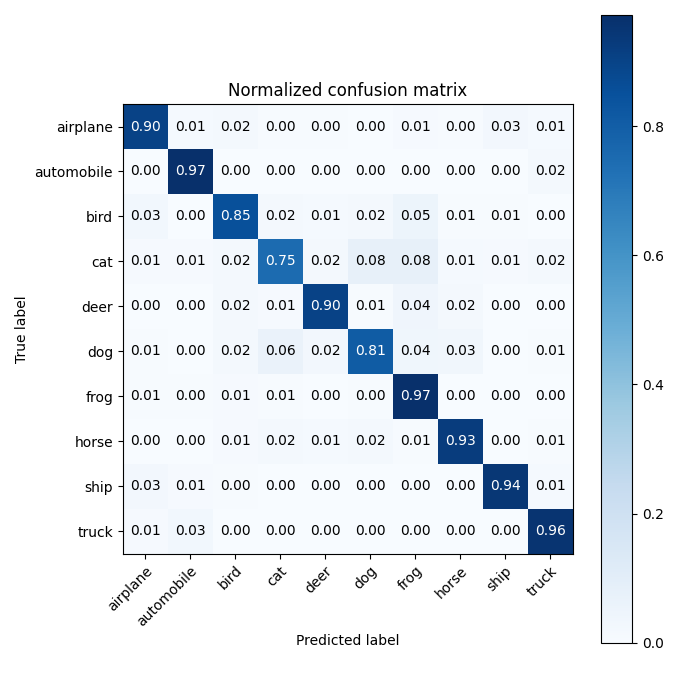 Normalized confusion matrix
True label
airplane 0.90 0.01 0.02 0.00 0.00 0.00 0.01 0.00 0.03 0.01
automobile 0.00 0.97 0.00 0.00 0.00 0.00 0.00 0.00 0.00 0.02
bird 0.03 0.00 0.85 0.02 0.01 0.02 0.05 0.01 0.01 0.00
cat 0.01 0.01 0.02 0.75 0.02 0.08 0.08 0.01 0.01 0.02
deer 0.00 0.00 0.02 0.01 0.90 0.01 0.04 0.02 0.00 0.00
dog 0.01 0.00 0.02 0.06 0.02 0.81 0.04 0.03 0.00 0.01
frog 0.01 0.00 0.01 0.01 0.00 0.00 0.97 0.00 0.00 0.00
horse 0.00 0.00 0.01 0.02 0.01 0.02 0.01 0.93 0.00 0.01
ship 0.03 0.01 0.00 0.00 0.00 0.00 0.00 0.00 0.94 0.01
truck 0.01 0.03 0.00 0.00 0.00 0.00 0.00 0.00 0.00 0.96
airplane automobile bird cat deer dog frog horse ship truck
Predicted label
0.8
0.6
0.4
0.2
0.0